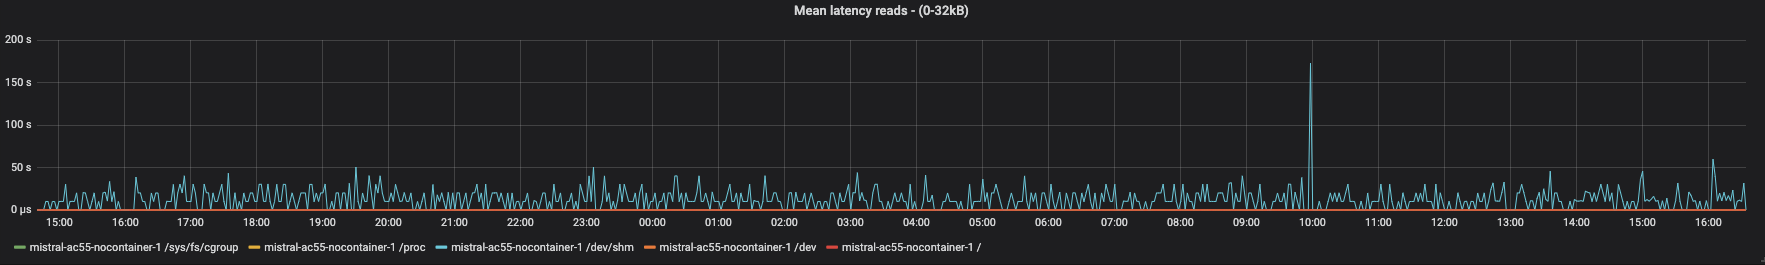 Mean latency reads - (0-32kB)
200 s
150 s
100 s
50 s
0 µs
15:00 16:00 17:00 18:00 19:00 20:00 21:00 22:00 23:00 00:00 01:00 02:00 03:00 04:00 05:00 06:00 07:00 08:00 09:00 10:00 11:00 12:00 13:00 14:00 15:00 16:00
mistral-ac55-nocontainer-1 /sys/fs/cgroup mistral-ac55-nocontainer-1 /proc mistral-ac55-nocontainer-1 /dev/shm mistral-ac55-nocontainer-1 /dev mistral-ac55-nocontainer-1 /